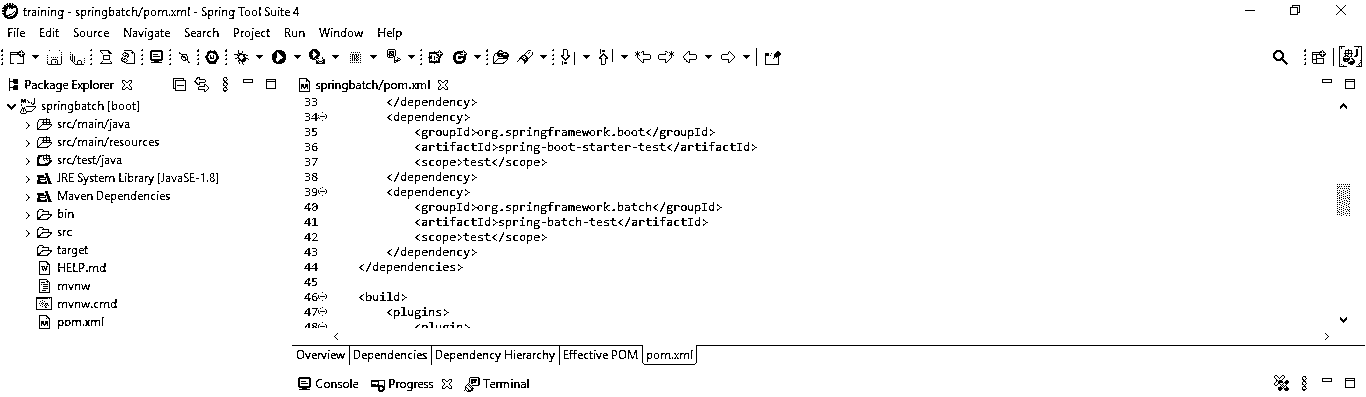 training - springbatch/pom.xml - Spring Tool Suite 4
File Edit Source Navigate Search Project Run Window Help
Package Explorer
springbatch [boot]
src/main/java
src/main/resources
src/test/java
JRE System Library [JavaSE-1.8]
Maven Dependencies
bin
src
target
HELP.md
mvnw
mvnw.cmd
pom.xml
springbatch/pom.xml
33 </dependency>
34 <dependency>
35 <groupId>org.springframework.boot</groupId>
36 <artifactId>spring-boot-starter-test</artifactId>
37 <scope>test</scope>
38 </dependency>
39 <dependency>
40 <groupId>org.springframework.batch</groupId>
41 <artifactId>spring-batch-test</artifactId>
42 <scope>test</scope>
43 </dependency>
44 </dependencies>
45
46 <build>
47 <plugins>
48 <plugin>
Overview Dependencies Dependency Hierarchy Effective POM pom.xml
Console Progress Terminal